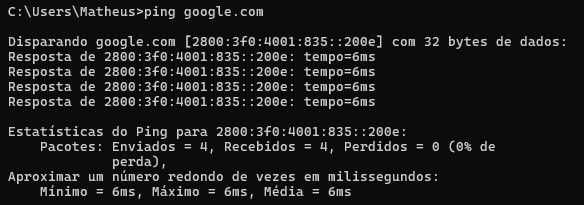 C:\Users\Matheus>ping google.com
Disparando google.com [2800:3f0:4001:835::200e] com 32 bytes de dados:
Resposta de 2800:3f0:4001:835::200e: tempo=6ms
Resposta de 2800:3f0:4001:835::200e: tempo=6ms
Resposta de 2800:3f0:4001:835::200e: tempo=6ms
Resposta de 2800:3f0:4001:835::200e: tempo=6ms
Estatísticas do Ping para 2800:3f0:4001:835::200e:
Pacotes: Enviados = 4, Recebidos = 4, Perdidos = 0 (0% de
perda),
Aproximar um número redondo de vezes em milissegundos:
Mínimo = 6ms, Máximo = 6ms, Média = 6ms